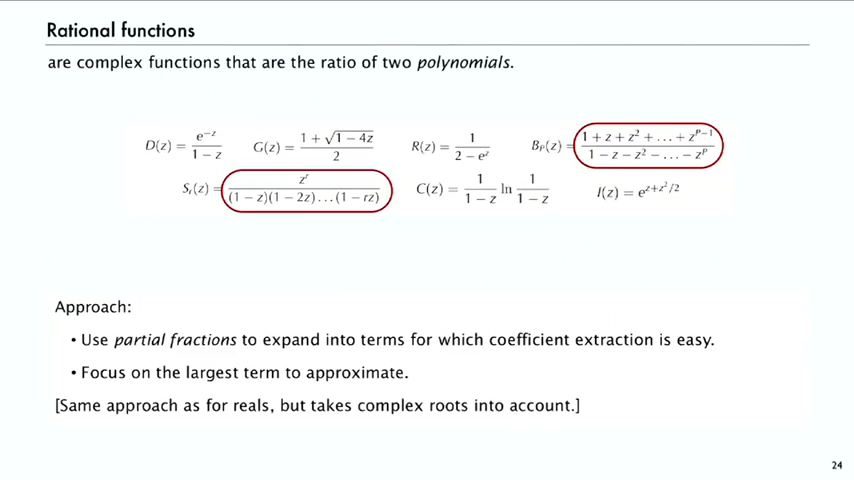 Rational functions
are complex functions that are the ratio of two polynomials.
D(z) = e^{-z} / (1 − z)   G(z) = (1 + √(1 − 4z)) / 2   R(z) = 1 / (2 − e^z)   B_P(z) = (1 + z + z² + . . . + z^{P−1}) / (1 − z − z² − . . . − z^P)
S_r(z) = z^r / ((1 − z)(1 − 2z) . . . (1 − rz))   C(z) = 1 / (1 − z) ln 1 / (1 − z)   I(z) = e^{z+z²/2}
Approach:
• Use partial fractions to expand into terms for which coefficient extraction is easy.
• Focus on the largest term to approximate.
[Same approach as for reals, but takes complex roots into account.]
24